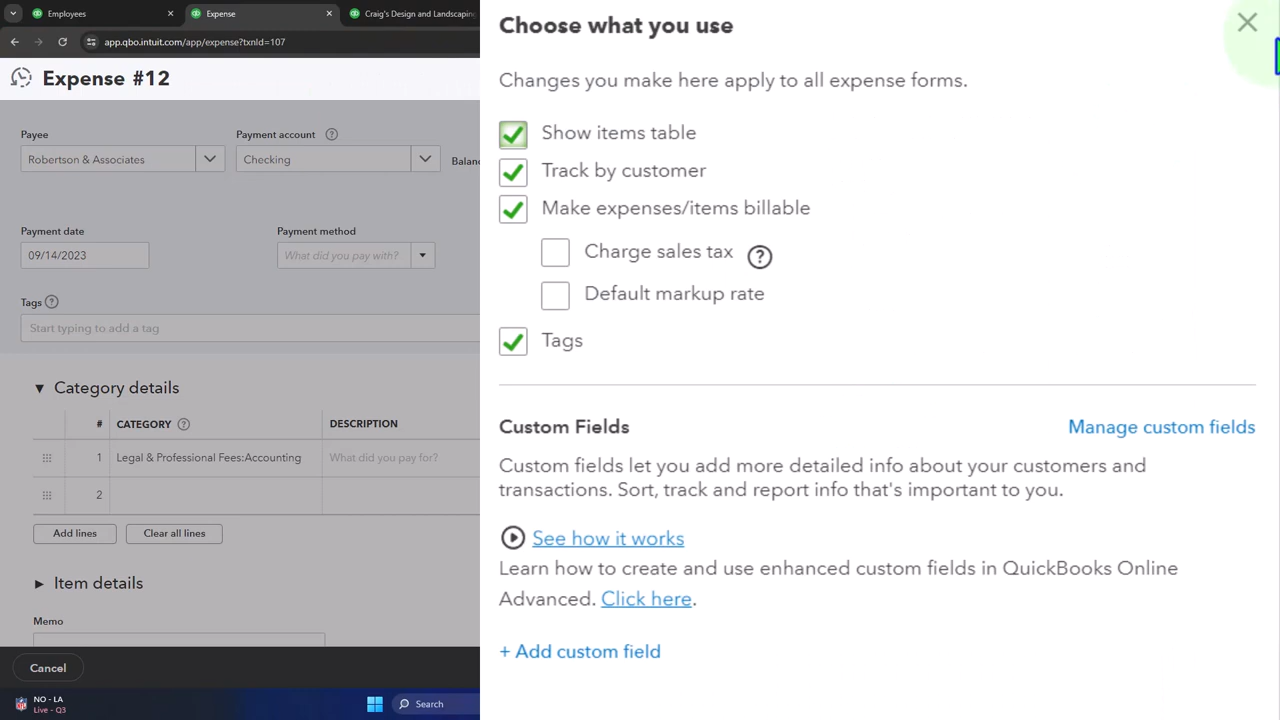 Employees
Expense
Craig's Design and Landscaping
app.qbo.intuit.com/app/expense?txnId=107
Expense #12
Payee
Payment account
Robertson & Associates
Checking
Balanc
Payment date
Payment method
09/14/2023
What did you pay with?
Tags
Start typing to add a tag
Category details
# CATEGORY DESCRIPTION
1 Legal & Professional Fees:Accounting What did you pay for?
2
Add lines
Clear all lines
Item details
Memo
Cancel
NO - LA
Live - Q3
Search
Choose what you use
Changes you make here apply to all expense forms.
Show items table
Track by customer
Make expenses/items billable
Charge sales tax
Default markup rate
Tags
Custom Fields
Manage custom fields
Custom fields let you add more detailed info about your customers and
transactions. Sort, track and report info that's important to you.
See how it works
Learn how to create and use enhanced custom fields in QuickBooks Online
Advanced. Click here.
+ Add custom field